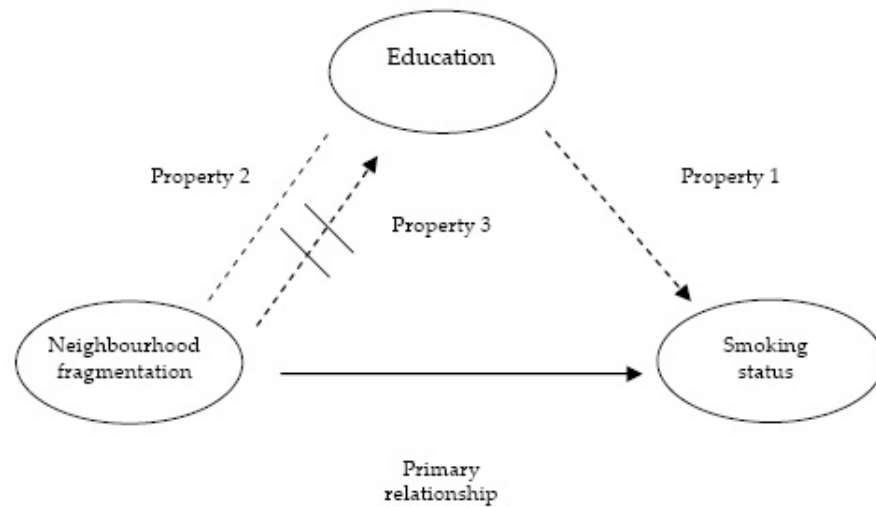 Education
Property 2
Property 1
Property 3
Neighbourhood
fragmentation
Smoking
status
Primary
relationship